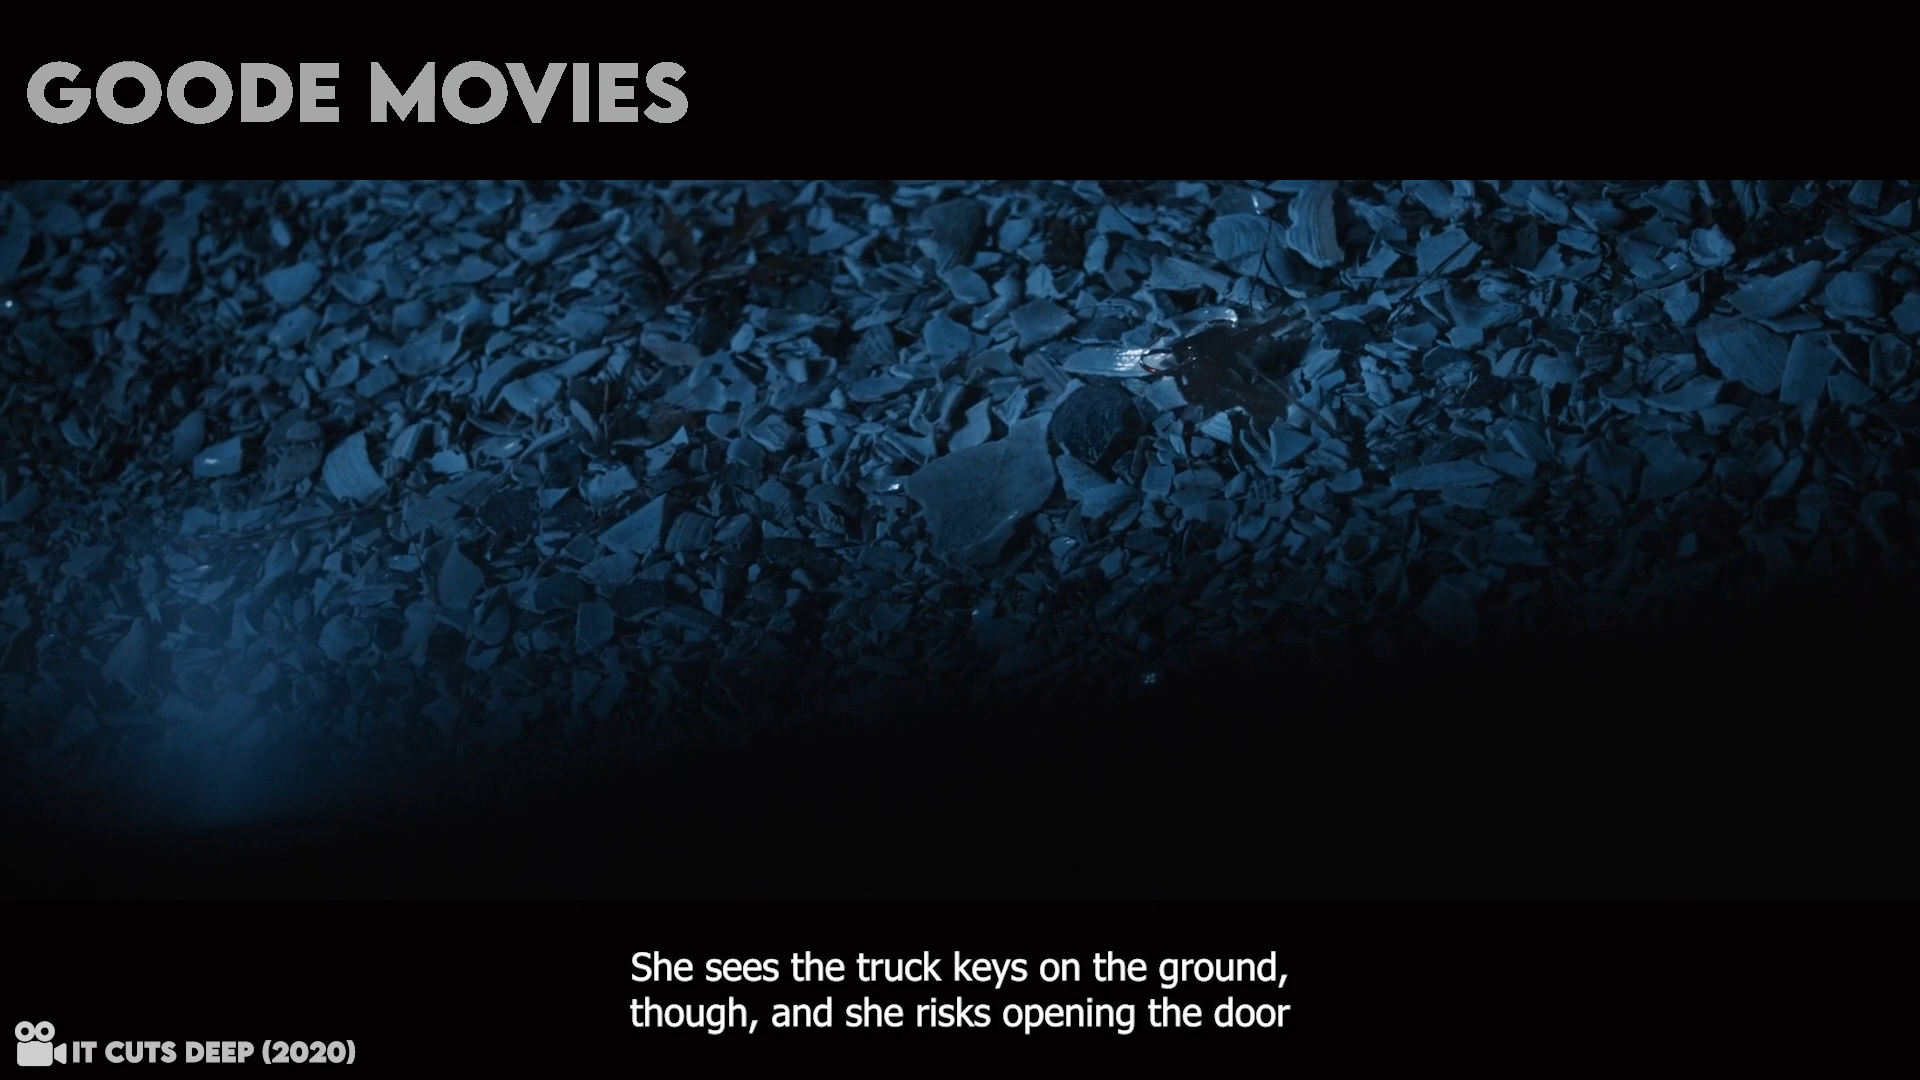 GOODE MOVIES
She sees the truck keys on the ground,
though, and she risks opening the door
IT CUTS DEEP (2020)